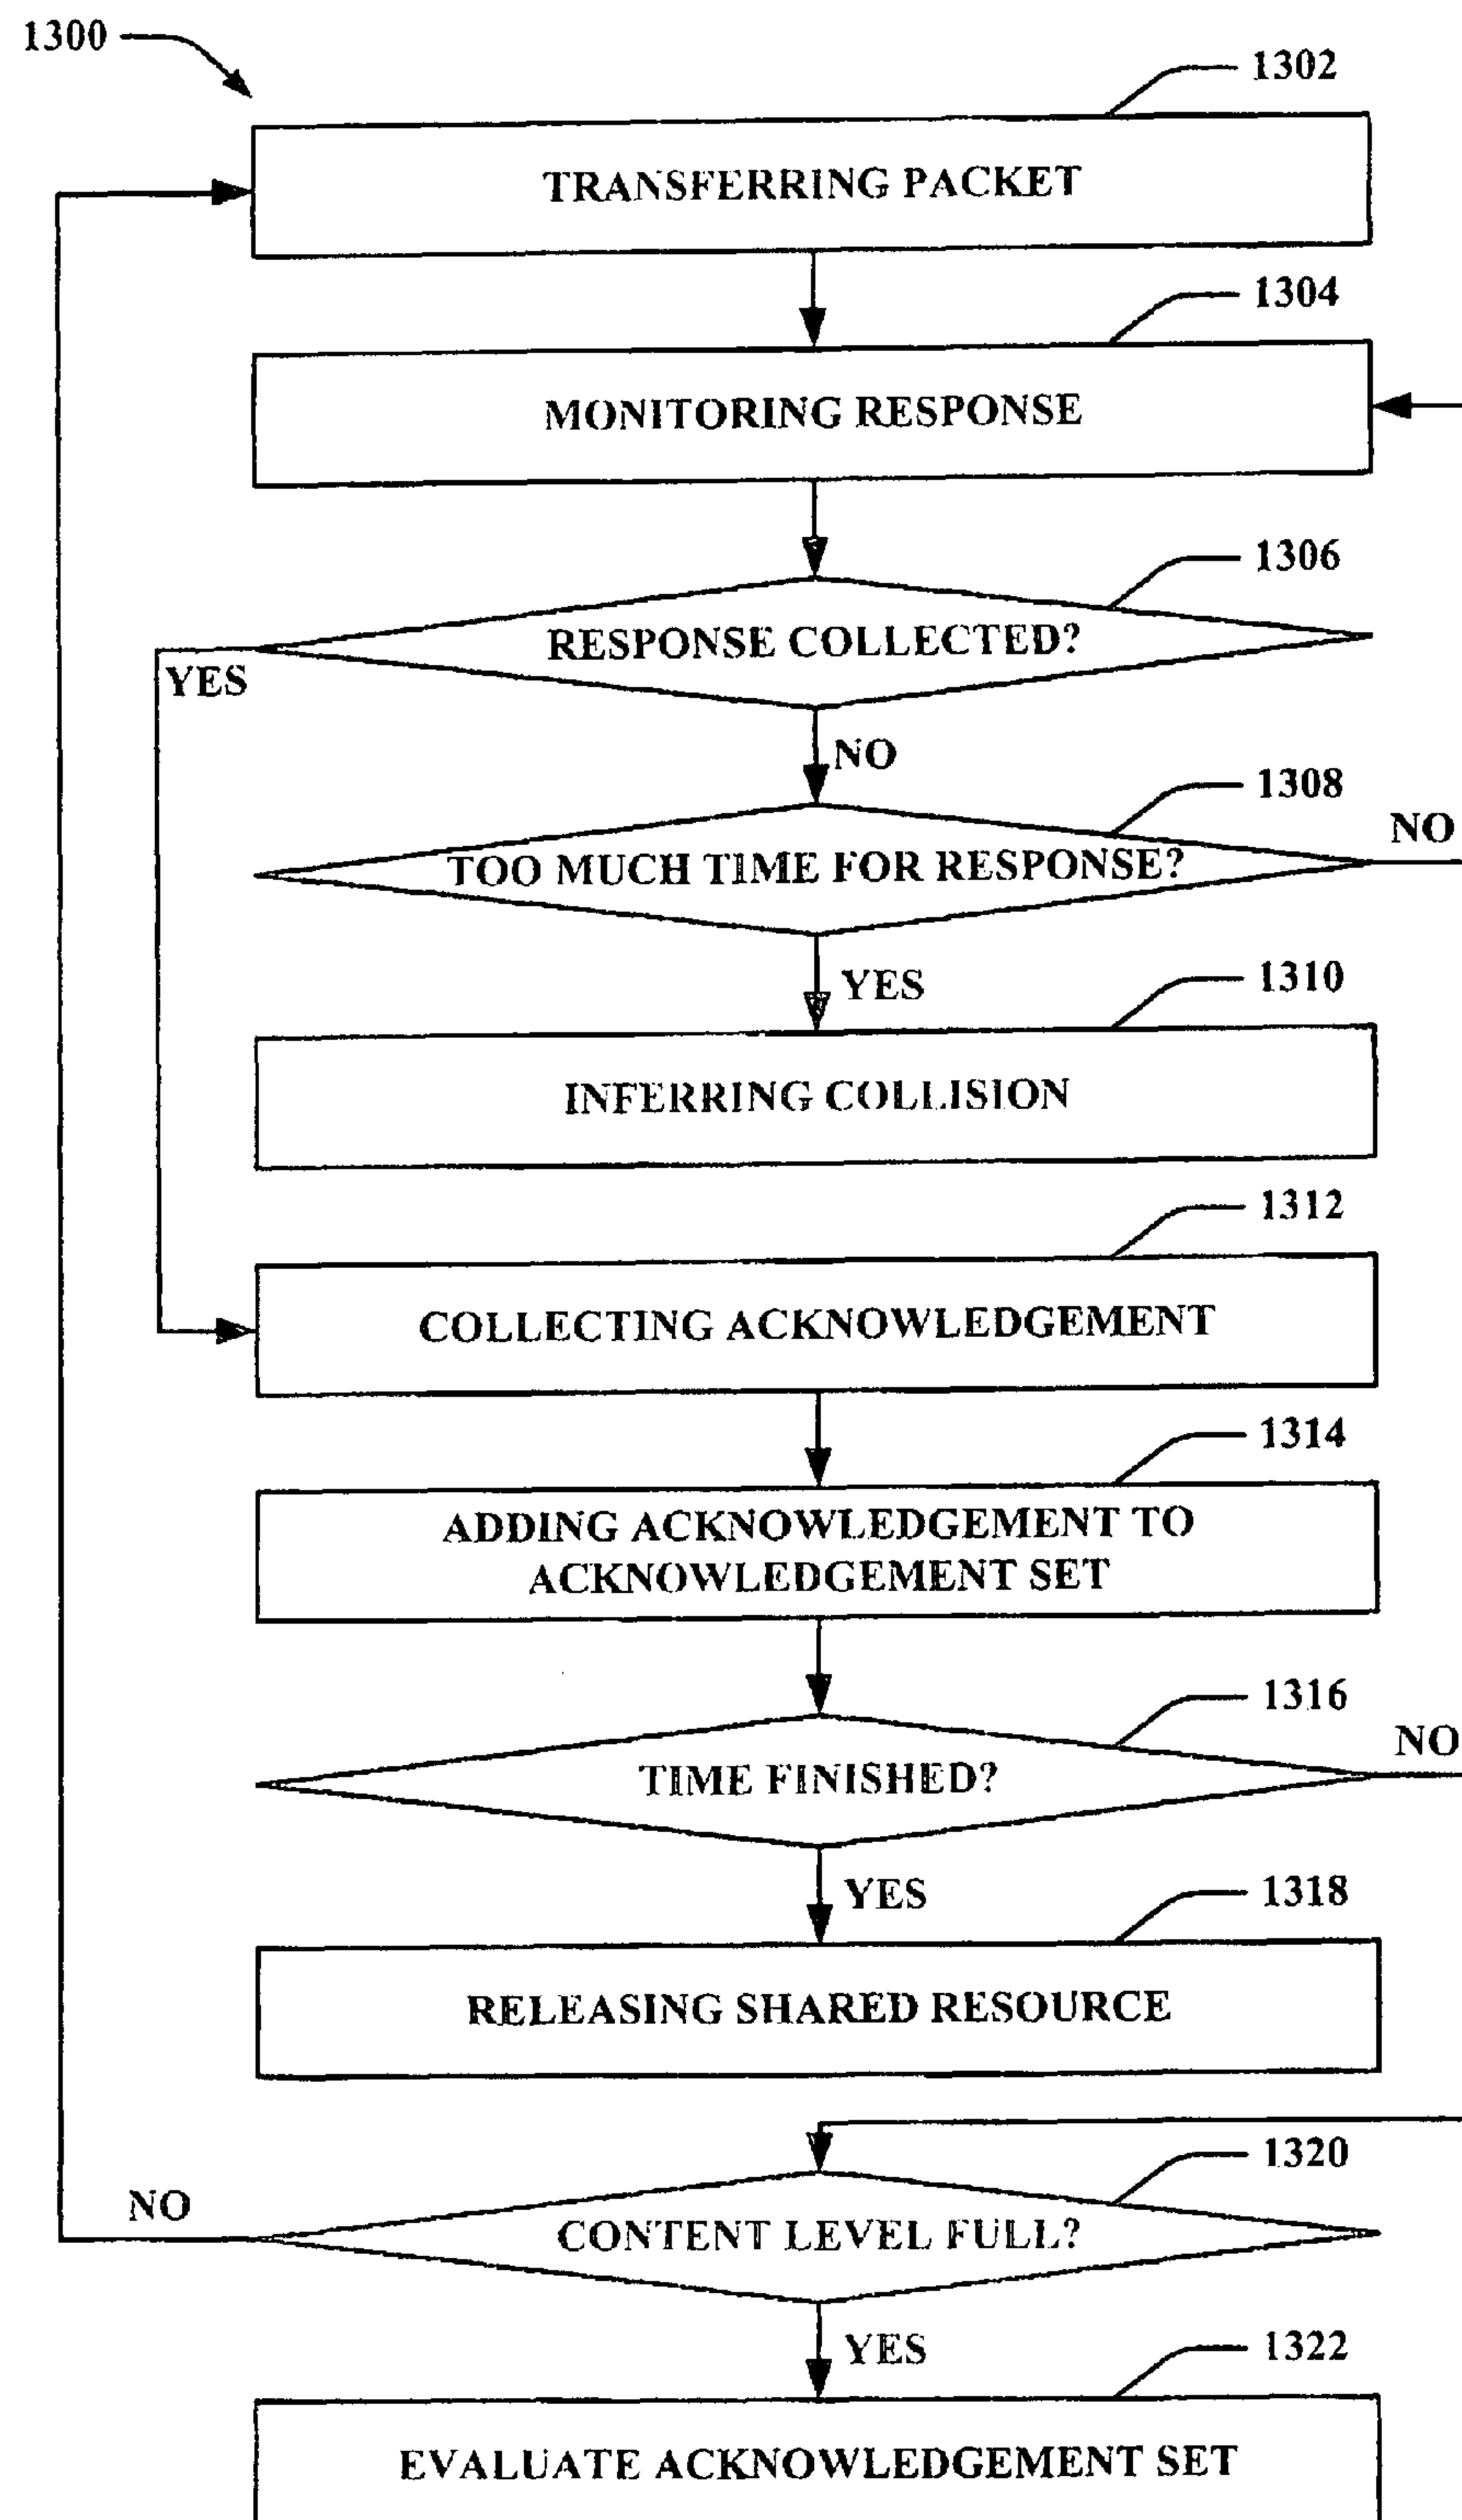 1300
1302
TRANSFERRING PACKET
1304
MONITORING RESPONSE
1306
RESPONSE COLLECTED?
YES
NO
1308
NO
TOO MUCH TIME FOR RESPONSE?
YES
1310
INFERRING COLLISION
1312
COLLECTING ACKNOWLEDGEMENT
1314
ADDING ACKNOWLEDGEMENT TO
ACKNOWLEDGEMENT SET
1316
NO
TIME FINISHED?
YES
1318
RELEASING SHARED RESOURCE
1320
NO
CONTENT LEVEL FULL?
YES
1322
EVALUATE ACKNOWLEDGEMENT SET